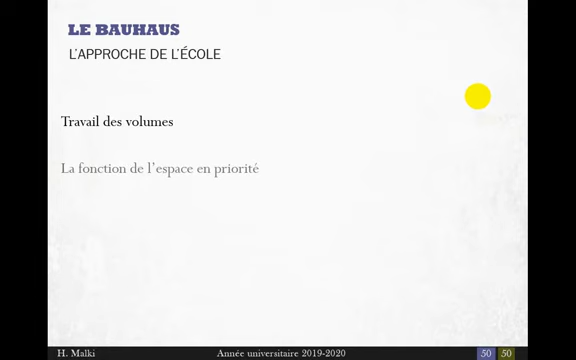 LE BAUHAUS
L'APPROCHE DE L'ÉCOLE
Travail des volumes
La fonction de l'espace en priorité
H. Malki
Année universitaire 2019-2020
50 50